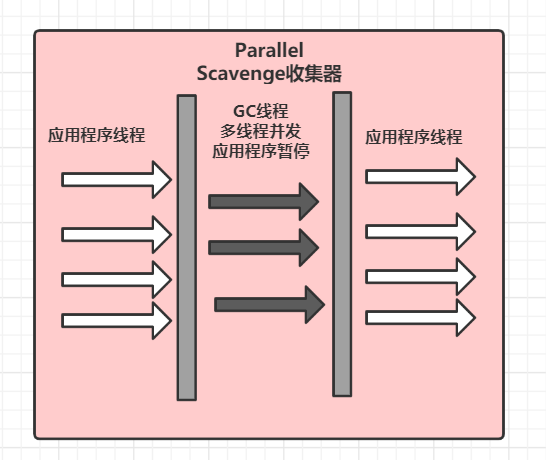 Parallel
Scavenge收集器
应用程序线程
GC线程
多线程并发
应用程序暂停
应用程序线程